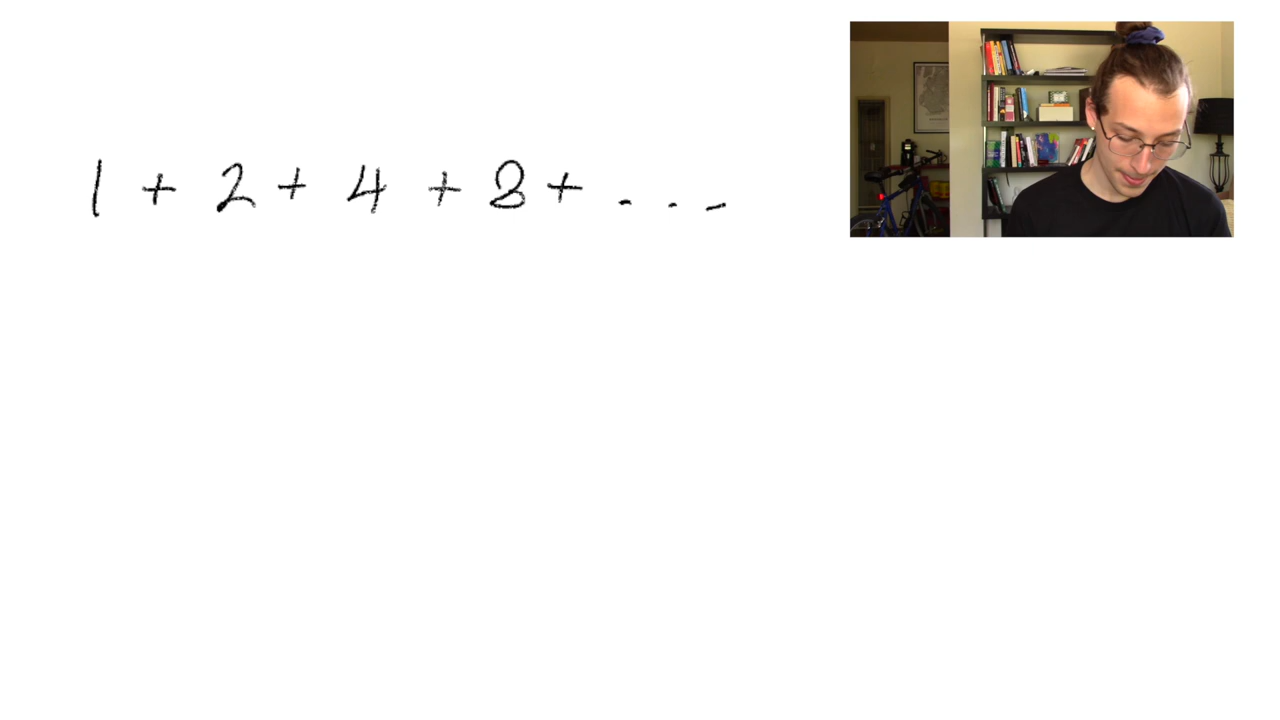 1 + 2 + 4 + 8 + . . .